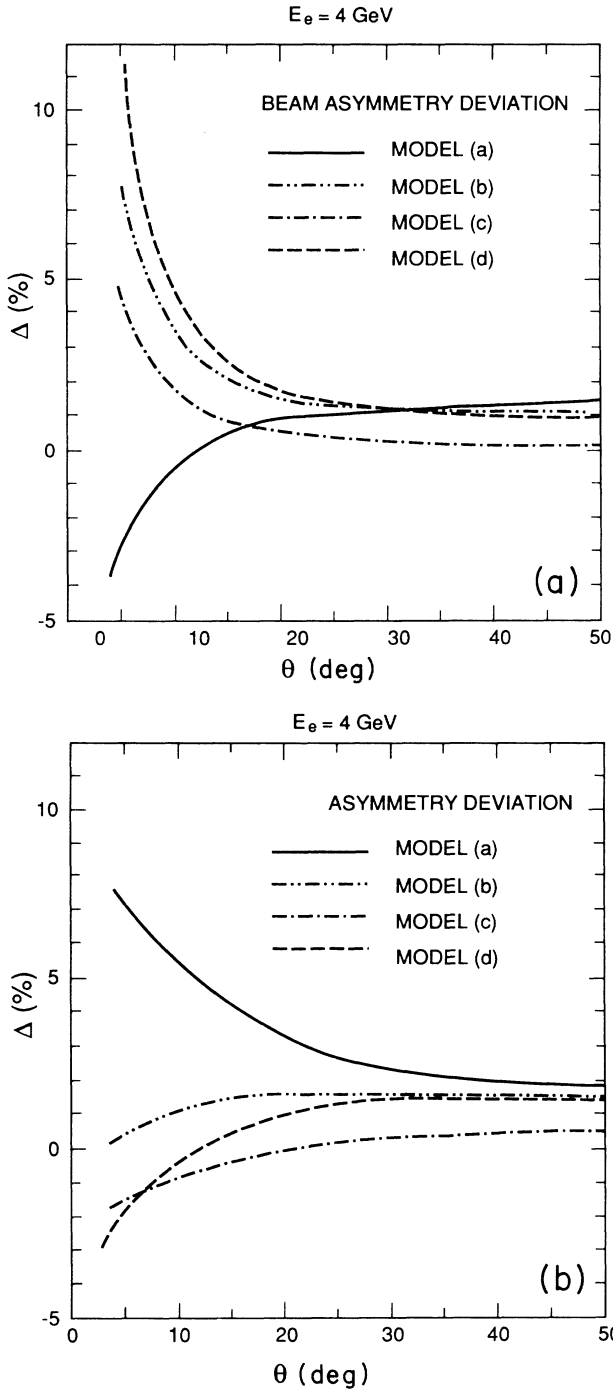 E_e = 4 GeV
BEAM ASYMMETRY DEVIATION
MODEL (a)
MODEL (b)
MODEL (c)
MODEL (d)
10
5
0
-5
Δ (%)
0 10 20 30 40 50
θ (deg)
(a)
E_e = 4 GeV
ASYMMETRY DEVIATION
MODEL (a)
MODEL (b)
MODEL (c)
MODEL (d)
10
5
0
-5
Δ (%)
0 10 20 30 40 50
θ (deg)
(b)